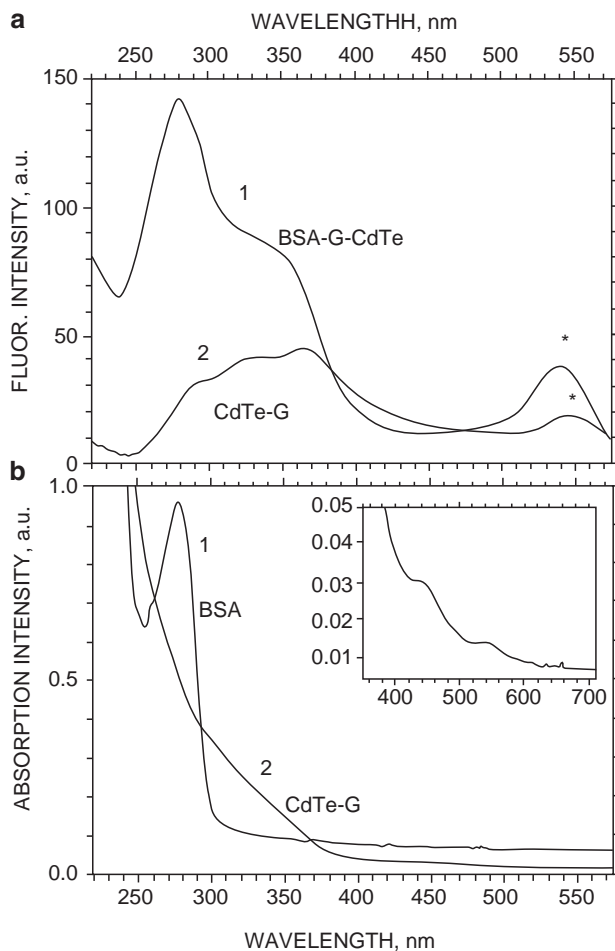 a
WAVELENGTHH, nm
250 300 350 400 450 500 550
150
100
50
0
FLUOR. INTENSITY, a.u.
1
BSA-G-CdTe
2
CdTe-G
*
*
b
1.0
0.5
0.0
ABSORPTION INTENSITY, a.u.
1
BSA
2
CdTe-G
0.05
0.04
0.03
0.02
0.01
400 500 600 700
250 300 350 400 450 500 550
WAVELENGTH, nm